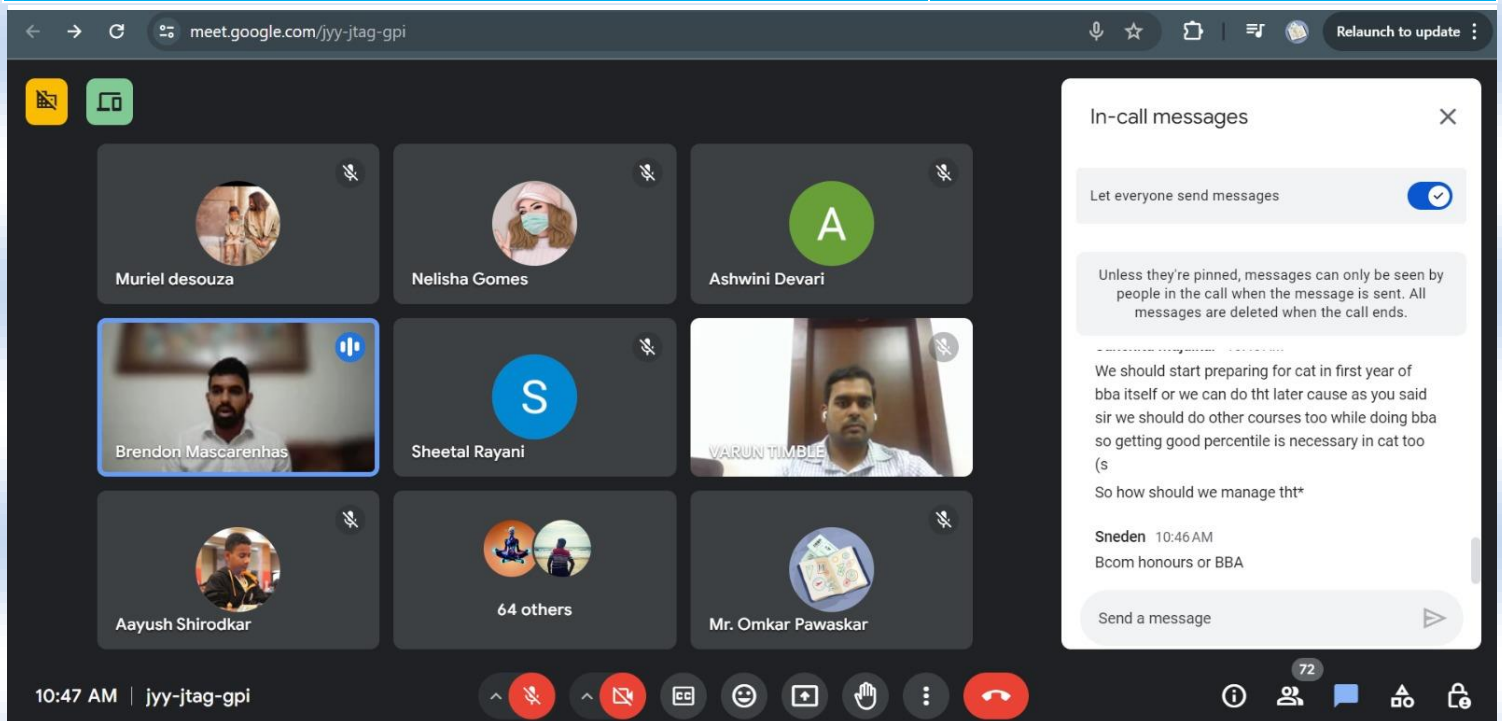 meet.google.com/jyy-jtag-gpi
Relaunch to update
In-call messages
Let everyone send messages
Unless they're pinned, messages can only be seen by
people in the call when the message is sent. All
messages are deleted when the call ends.
We should start preparing for cat in first year of
bba itself or we can do tht later cause as you said
sir we should do other courses too while doing bba
so getting good percentile is necessary in cat too
(s
So how should we manage tht*
Sneden 10:46 AM
Bcom honours or BBA
Send a message
Muriel desouza
Nelisha Gomes
A
Ashwini Devari
Brendon Mascarenhas
S
Sheetal Rayani
VARUN TIMBLE
Aayush Shirodkar
64 others
Mr. Omkar Pawaskar
10:47 AM | jyy-jtag-gpi
CC
72